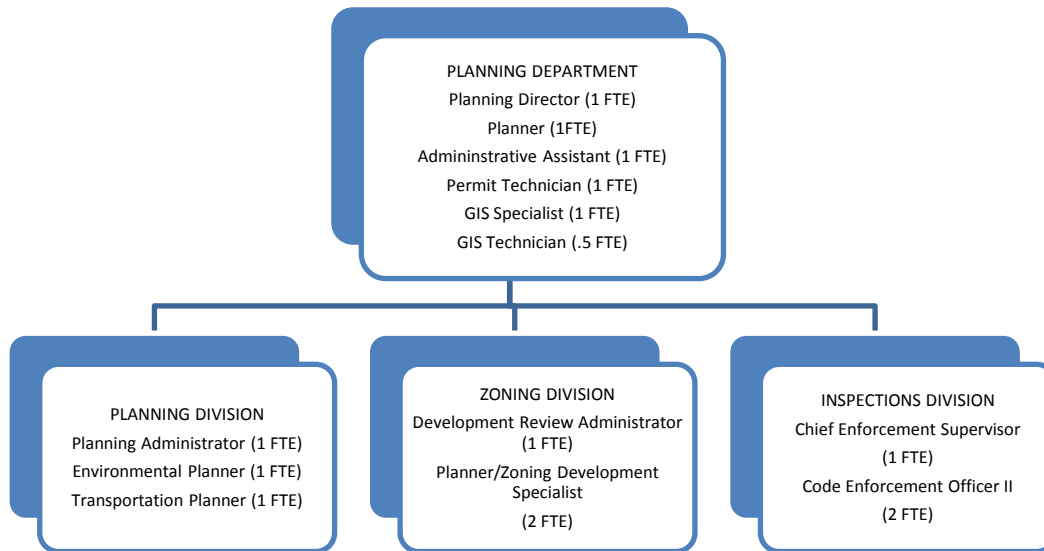 PLANNING DEPARTMENT
Planning Director (1 FTE)
Planner (1FTE)
Admininstrative Assistant (1 FTE)
Permit Technician (1 FTE)
GIS Specialist (1 FTE)
GIS Technician (.5 FTE)
PLANNING DIVISION
Planning Administrator (1 FTE)
Environmental Planner (1 FTE)
Transportation Planner (1 FTE)
ZONING DIVISION
Development Review Administrator
(1 FTE)
Planner/Zoning Development
Specialist
(2 FTE)
INSPECTIONS DIVISION
Chief Enforcement Supervisor
(1 FTE)
Code Enforcement Officer II
(2 FTE)